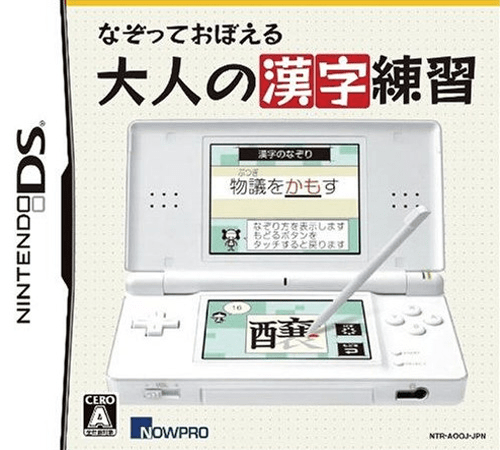 なぞっておぼえる
大人の漢字練習
NINTENDO DS
漢字のなぞり
ぶつぎ
物議をかもす
なぞり方を表示します
もどるボタンを
タッチすると戻ります
16
醸
VOL
SELECT
CERO
A
NOWPRO
NTR-AOOJ-JPN